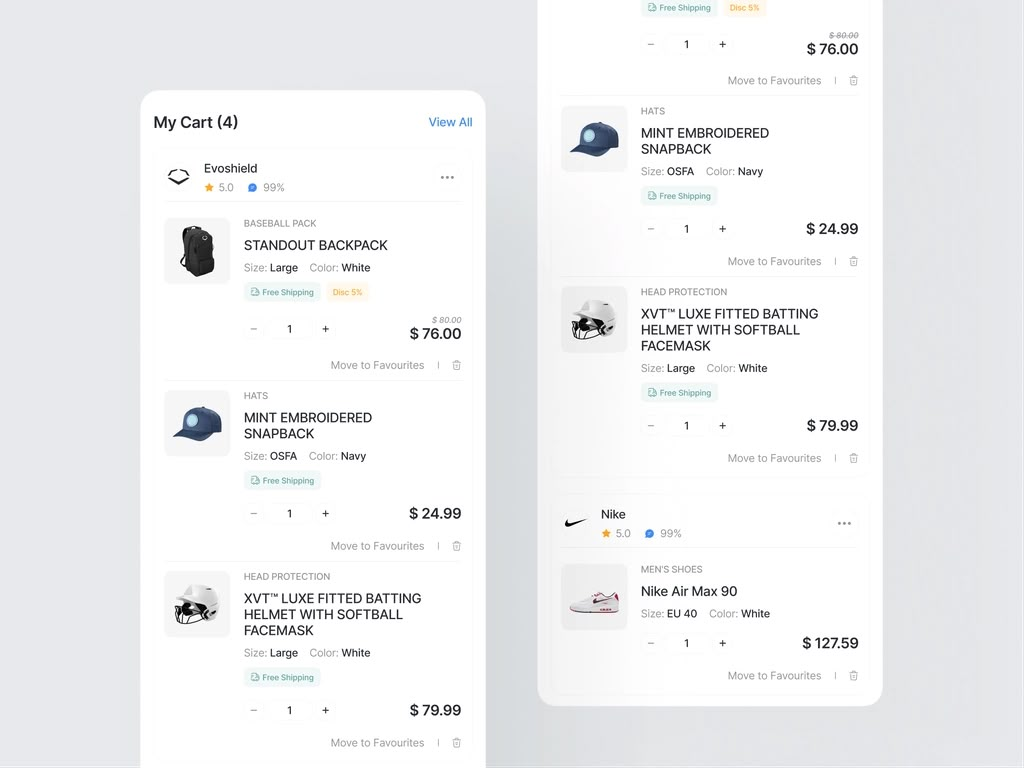 My Cart (4)
View All
Evoshield
5.0 99%
BASEBALL PACK
STANDOUT BACKPACK
Size: Large Color: White
Free Shipping Disc 5%
$ 80.00
− 1 + $ 76.00
Move to Favourites |
HATS
MINT EMBROIDERED
SNAPBACK
Size: OSFA Color: Navy
Free Shipping
− 1 + $ 24.99
Move to Favourites |
HEAD PROTECTION
XVT™ LUXE FITTED BATTING
HELMET WITH SOFTBALL
FACEMASK
Size: Large Color: White
Free Shipping
− 1 + $ 79.99
Move to Favourites |
Free Shipping Disc 5%
$ 80.00
− 1 + $ 76.00
Move to Favourites |
HATS
MINT EMBROIDERED
SNAPBACK
Size: OSFA Color: Navy
Free Shipping
− 1 + $ 24.99
Move to Favourites |
HEAD PROTECTION
XVT™ LUXE FITTED BATTING
HELMET WITH SOFTBALL
FACEMASK
Size: Large Color: White
Free Shipping
− 1 + $ 79.99
Move to Favourites |
Nike
5.0 99%
MEN'S SHOES
Nike Air Max 90
Size: EU 40 Color: White
− 1 + $ 127.59
Move to Favourites |